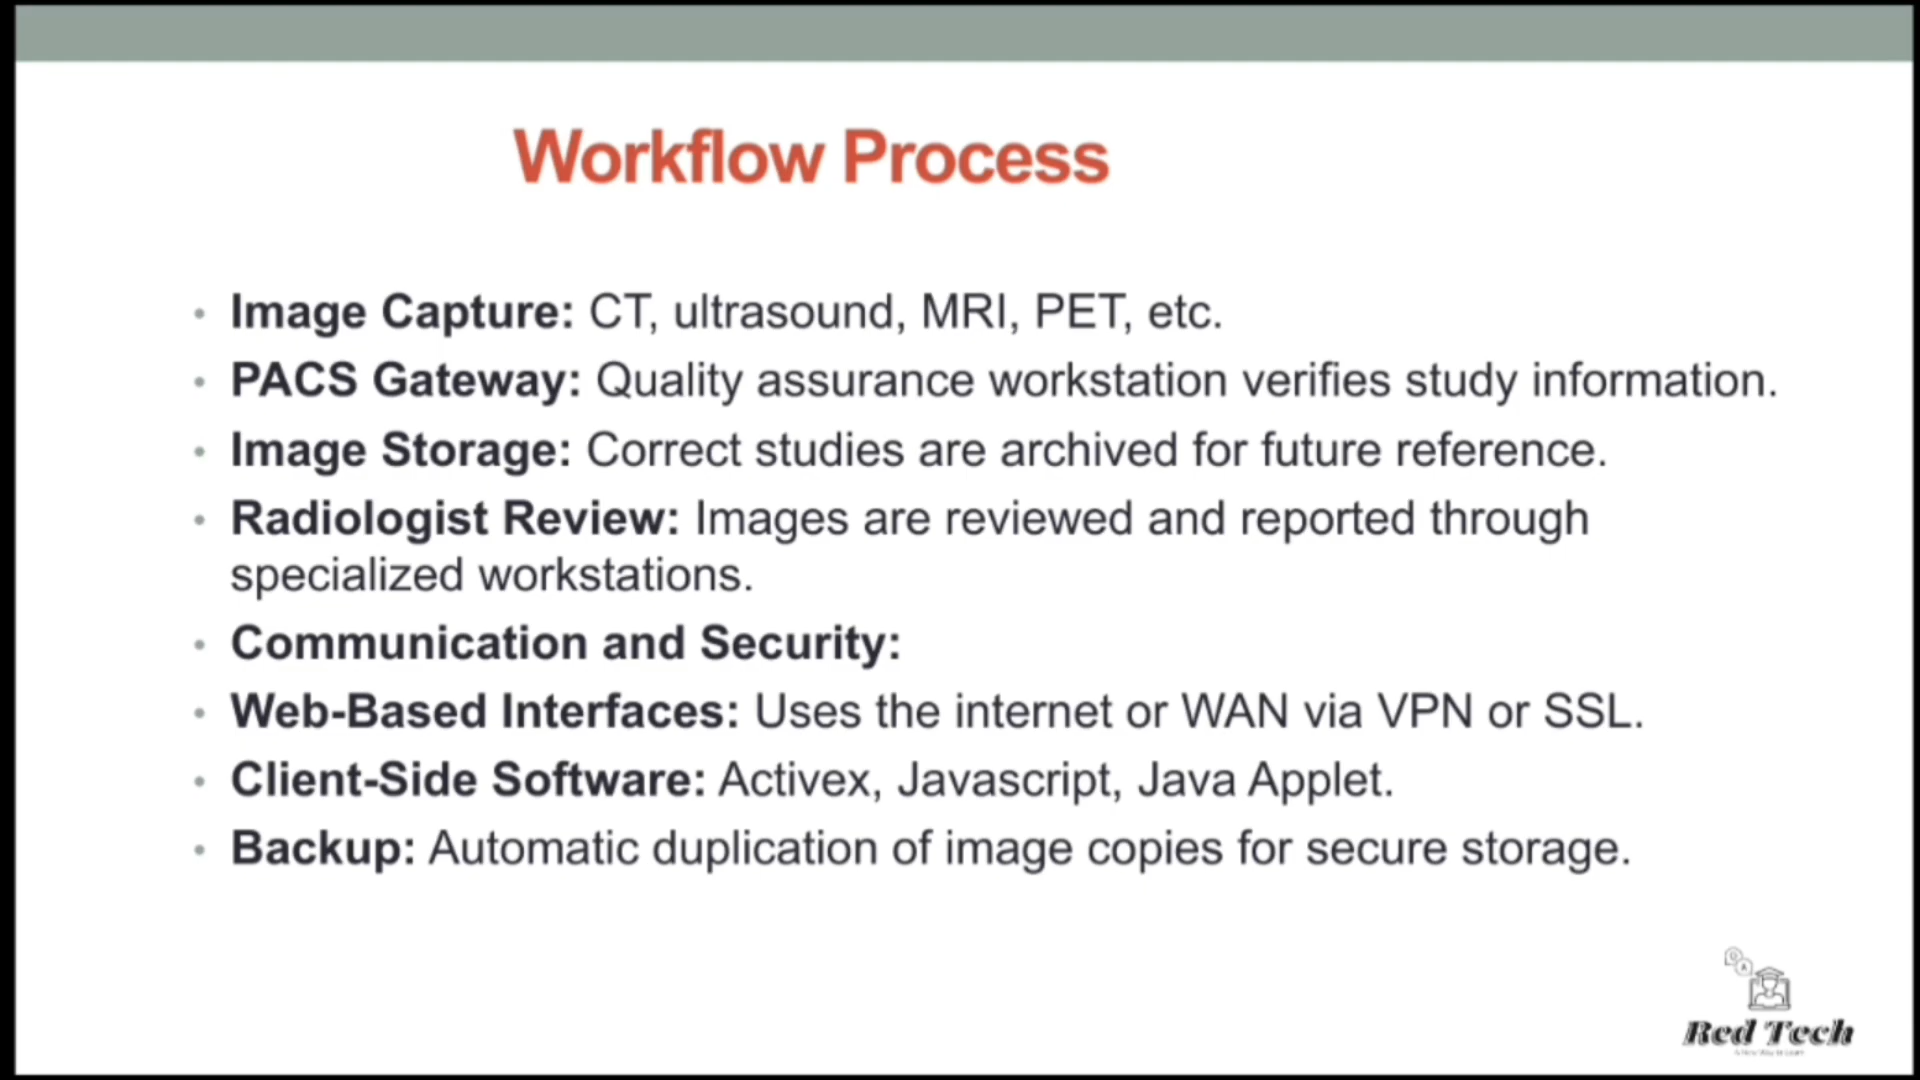 Workflow Process
• Image Capture: CT, ultrasound, MRI, PET, etc.
• PACS Gateway: Quality assurance workstation verifies study information.
• Image Storage: Correct studies are archived for future reference.
• Radiologist Review: Images are reviewed and reported through
specialized workstations.
• Communication and Security:
• Web-Based Interfaces: Uses the internet or WAN via VPN or SSL.
• Client-Side Software: Activex, Javascript, Java Applet.
• Backup: Automatic duplication of image copies for secure storage.
Red Tech